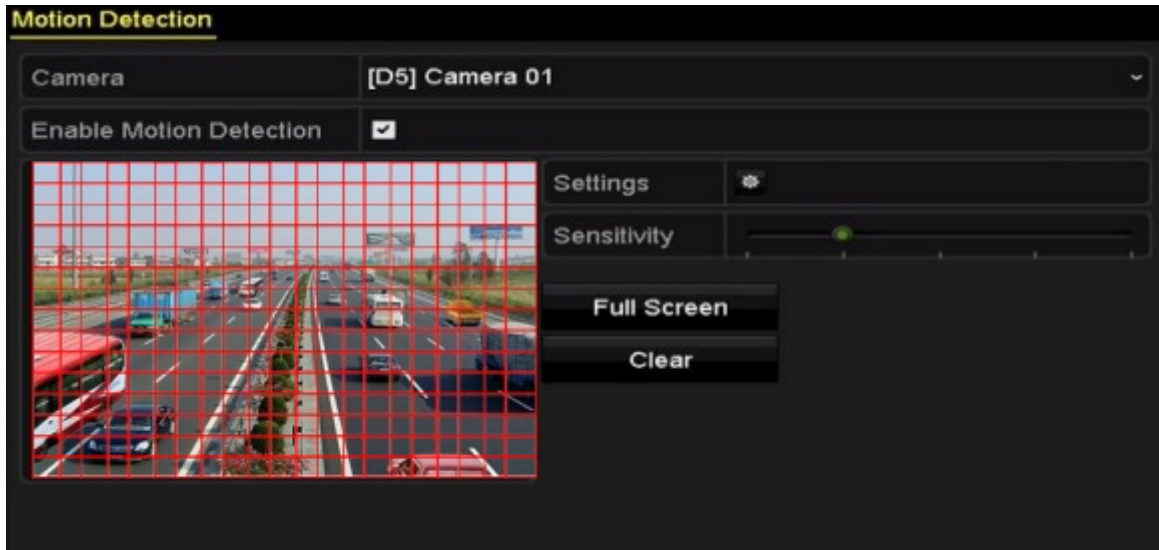 Motion Detection
Camera
[D5] Camera 01
Enable Motion Detection
Settings
Sensitivity
Full Screen
Clear